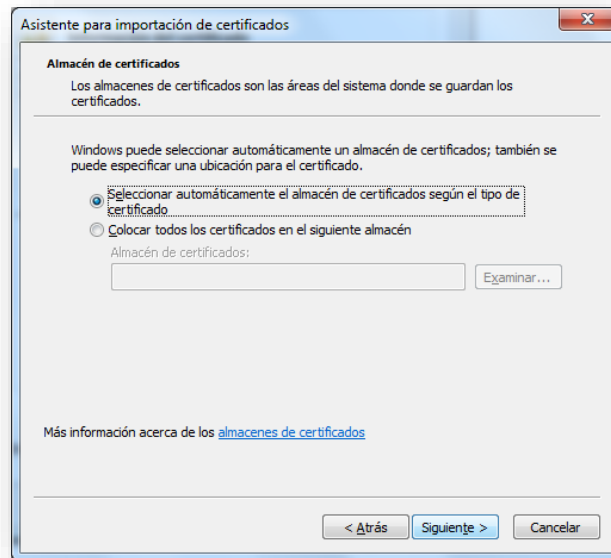 Asistente para importación de certificados
Almacén de certificados
Los almacenes de certificados son las áreas del sistema donde se guardan los
certificados.
Windows puede seleccionar automáticamente un almacén de certificados; también se
puede especificar una ubicación para el certificado.
Seleccionar automáticamente el almacén de certificados según el tipo de
certificado
Colocar todos los certificados en el siguiente almacén
Almacén de certificados:
Examinar...
Más información acerca de los almacenes de certificados
< Atrás Siguiente > Cancelar